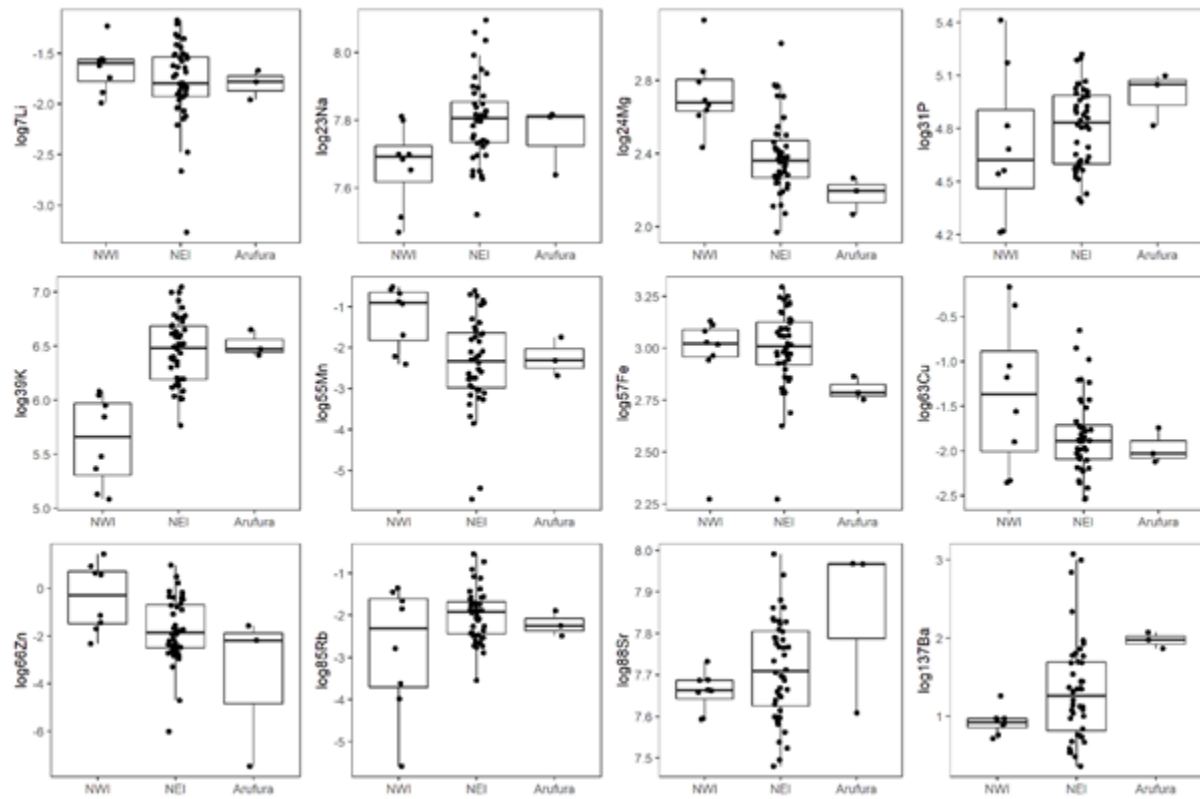 log7Li
-1.5
-2.0
-2.5
-3.0
NWI NEI Arufura
log23Na
8.0
7.8
7.6
NWI NEI Arufura
log24Mg
2.8
2.4
2.0
NWI NEI Arufura
log31P
5.4
5.1
4.8
4.5
4.2
NWI NEI Arufura
log39K
7.0
6.5
6.0
5.5
5.0
NWI NEI Arufura
log55Mn
-1
-2
-3
-4
-5
NWI NEI Arufura
log57Fe
3.25
3.00
2.75
2.50
2.25
NWI NEI Arufura
log63Cu
-0.5
-1.0
-1.5
-2.0
-2.5
NWI NEI Arufura
log66Zn
0
-2
-4
-6
NWI NEI Arufura
log85Rb
-1
-2
-3
-4
-5
NWI NEI Arufura
log88Sr
8.0
7.9
7.8
7.7
7.6
7.5
NWI NEI Arufura
log137Ba
3
2
1
NWI NEI Arufura